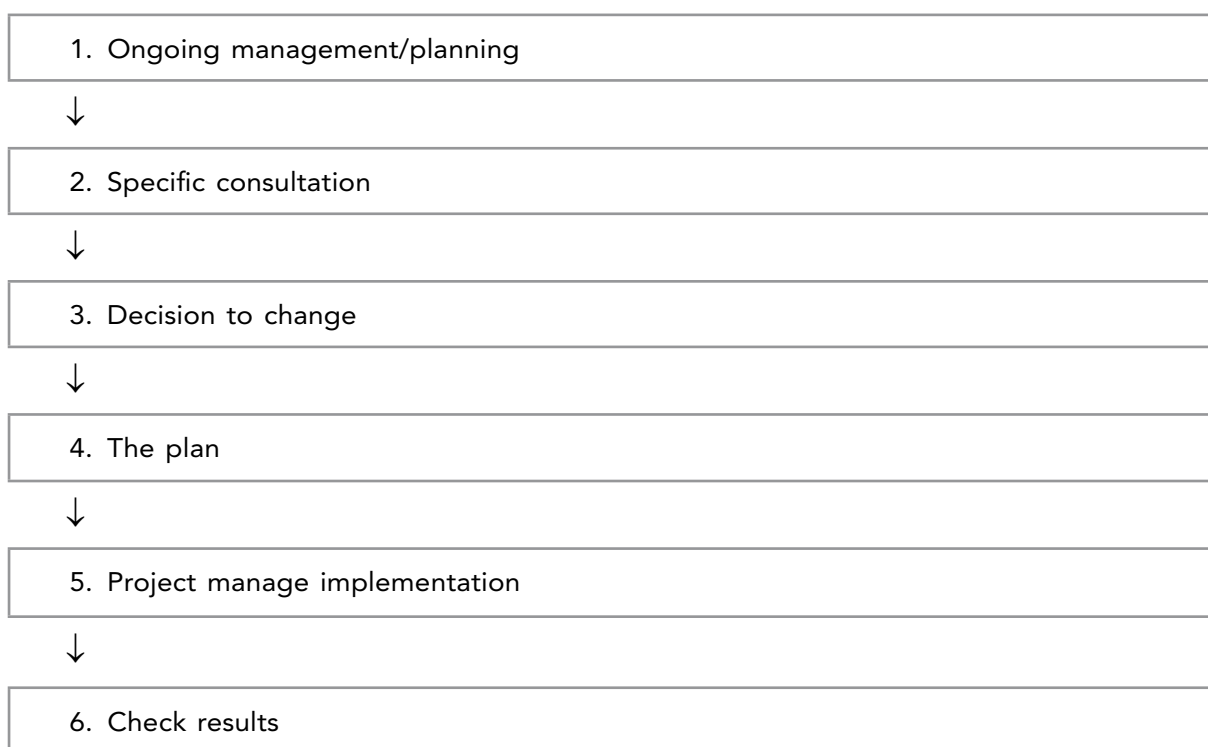 1. Ongoing management/planning
↓
2. Specific consultation
↓
3. Decision to change
↓
4. The plan
↓
5. Project manage implementation
↓
6. Check results